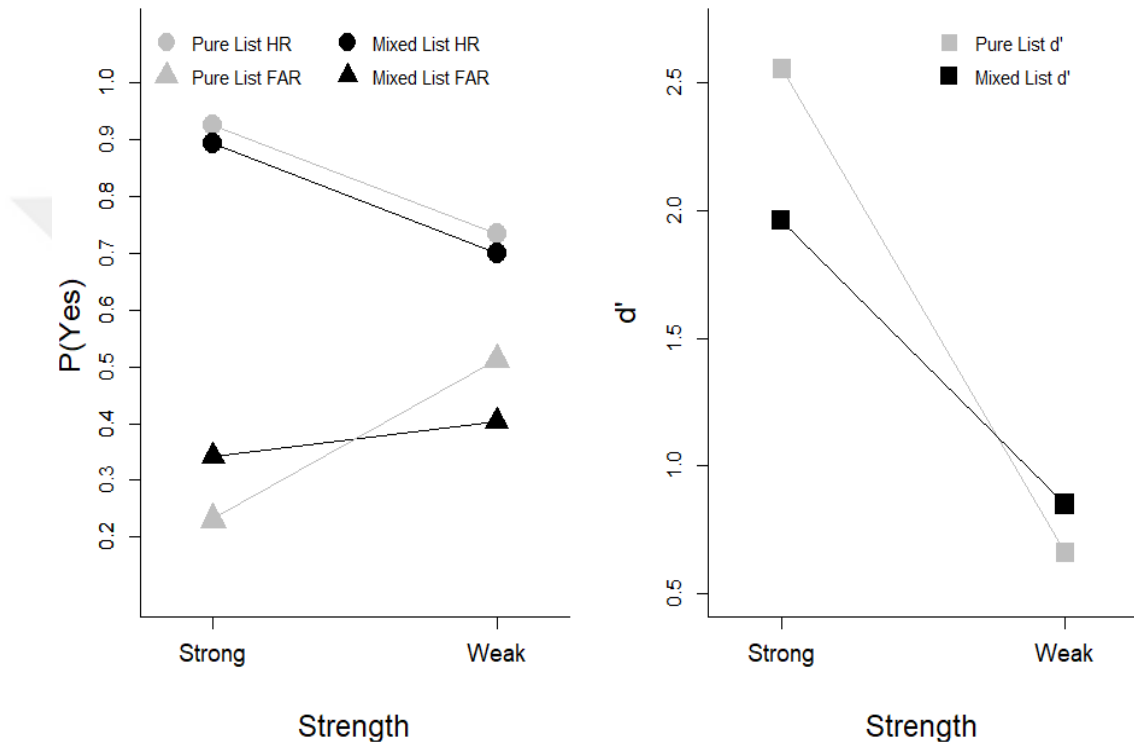 Pure List HR
Mixed List HR
Pure List FAR
Mixed List FAR
P(Yes)
1.0
0.9
0.8
0.7
0.6
0.5
0.4
0.3
0.2
Strong
Weak
Strength
Pure List d'
Mixed List d'
d'
2.5
2.0
1.5
1.0
0.5
Strong
Weak
Strength